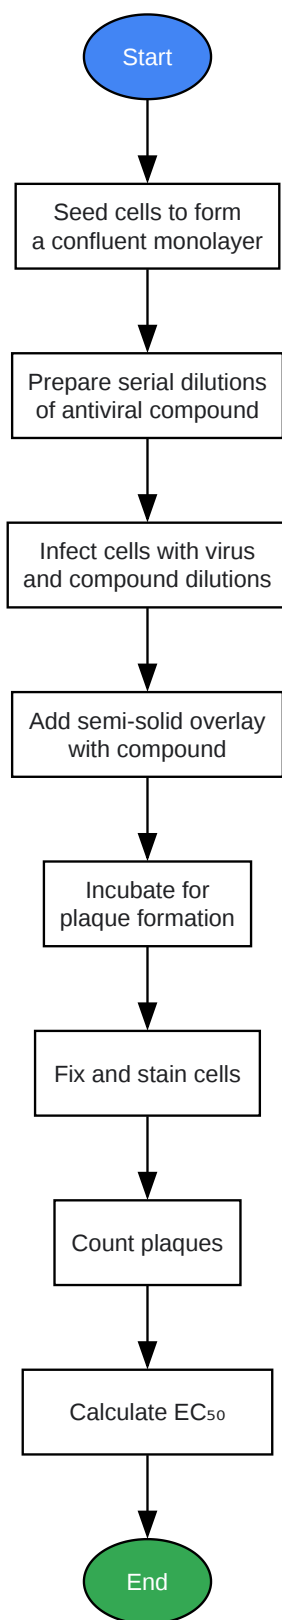 Start
Seed cells to form
a confluent monolayer
Prepare serial dilutions
of antiviral compound
Infect cells with virus
and compound dilutions
Add semi-solid overlay
with compound
Incubate for
plaque formation
Fix and stain cells
Count plaques
Calculate EC₅₀
End